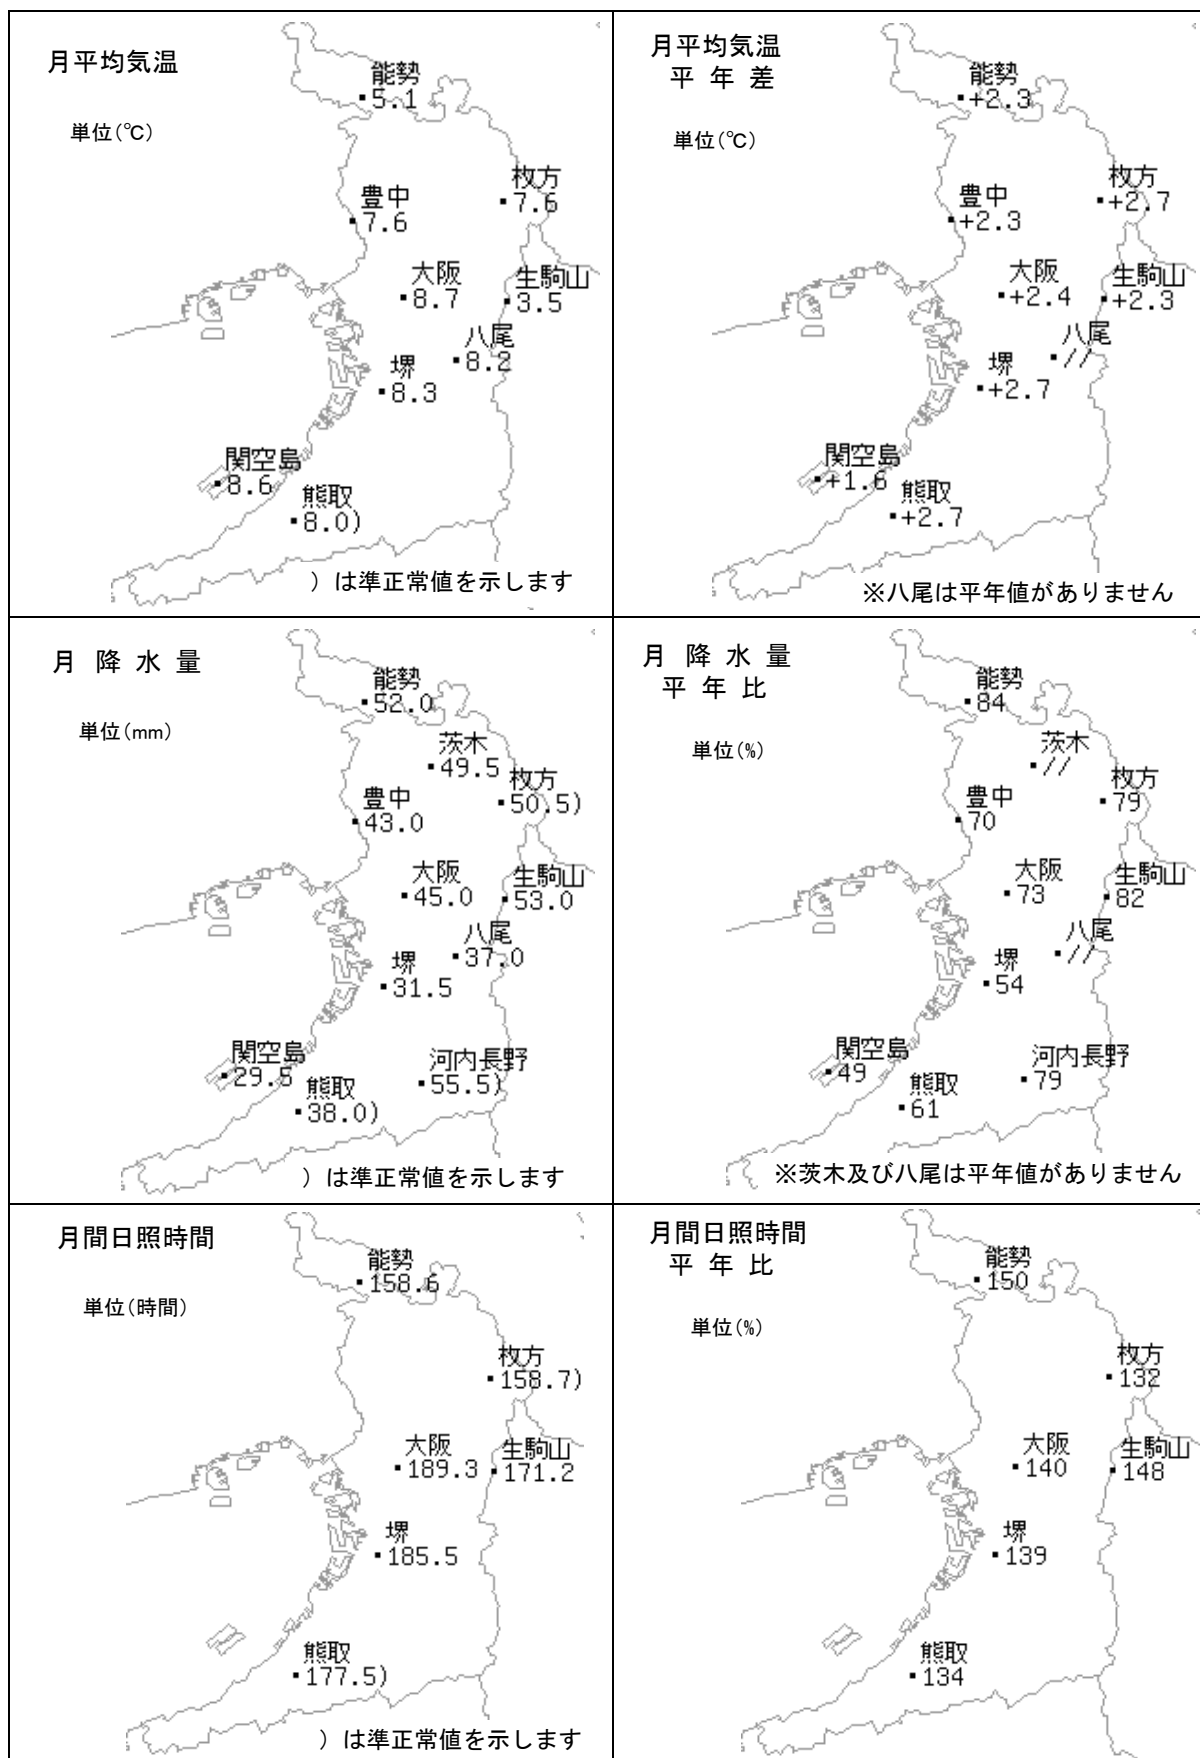 月平均気温
単位(℃)
能勢
5.1
枚方
7.6
豊中
7.6
大阪
8.7
生駒山
3.5
八尾
8.2
堺
8.3
関空島
8.6
熊取
8.0)
)は準正常値を示します
月平均気温
平 年 差
単位(℃)
能勢
+2.3
枚方
+2.7
豊中
+2.3
大阪
+2.4
生駒山
+2.3
八尾
//
堺
+2.7
関空島
+1.6
熊取
+2.7
※八尾は平年値がありません
月 降 水 量
単位(mm)
能勢
52.0
茨木
49.5
枚方
50.5)
豊中
43.0
大阪
45.0
生駒山
53.0
八尾
37.0
堺
31.5
関空島
29.5
河内長野
55.5)
熊取
38.0)
)は準正常値を示します
月 降 水 量
平 年 比
単位(%)
能勢
84
茨木
//
枚方
79
豊中
70
大阪
73
生駒山
82
八尾
//
堺
54
関空島
49
河内長野
79
熊取
61
※茨木及び八尾は平年値がありません
月間日照時間
単位(時間)
能勢
158.6
枚方
158.7)
大阪
189.3
生駒山
171.2
堺
185.5
熊取
177.5)
)は準正常値を示します
月間日照時間
平 年 比
単位(%)
能勢
150
枚方
132
大阪
140
生駒山
148
堺
139
熊取
134